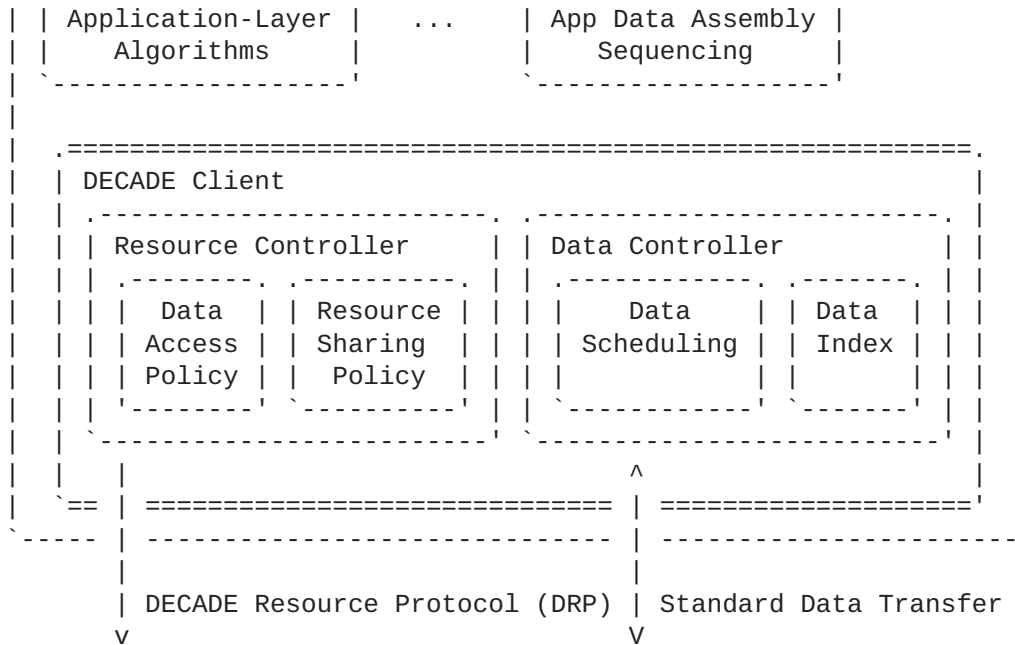 | | Application-Layer |   ...    | App Data Assembly |
| |    Algorithms     |          |    Sequencing     |
| `-------------------'          `-------------------'
|
|  .==========================================================.
|  | DECADE Client                                            |
|  | .-------------------------. .--------------------------. |
|  | | Resource Controller     | | Data Controller          | |
|  | | .--------. .----------. | | .------------. .-------. | |
|  | | |  Data  | | Resource | | | |    Data    | | Data  | | |
|  | | | Access | | Sharing  | | | | Scheduling | | Index | | |
|  | | | Policy | |  Policy  | | | |            | |       | | |
|  | | '--------' `----------' | | `------------' `-------' | |
|  | `-------------------------' `--------------------------' |
|  |   |                                ^                     |
|  `== | ============================== | ===================='
`----- | ------------------------------ | -----------------------
       |                                |
       | DECADE Resource Protocol (DRP) | Standard Data Transfer
       v                                V